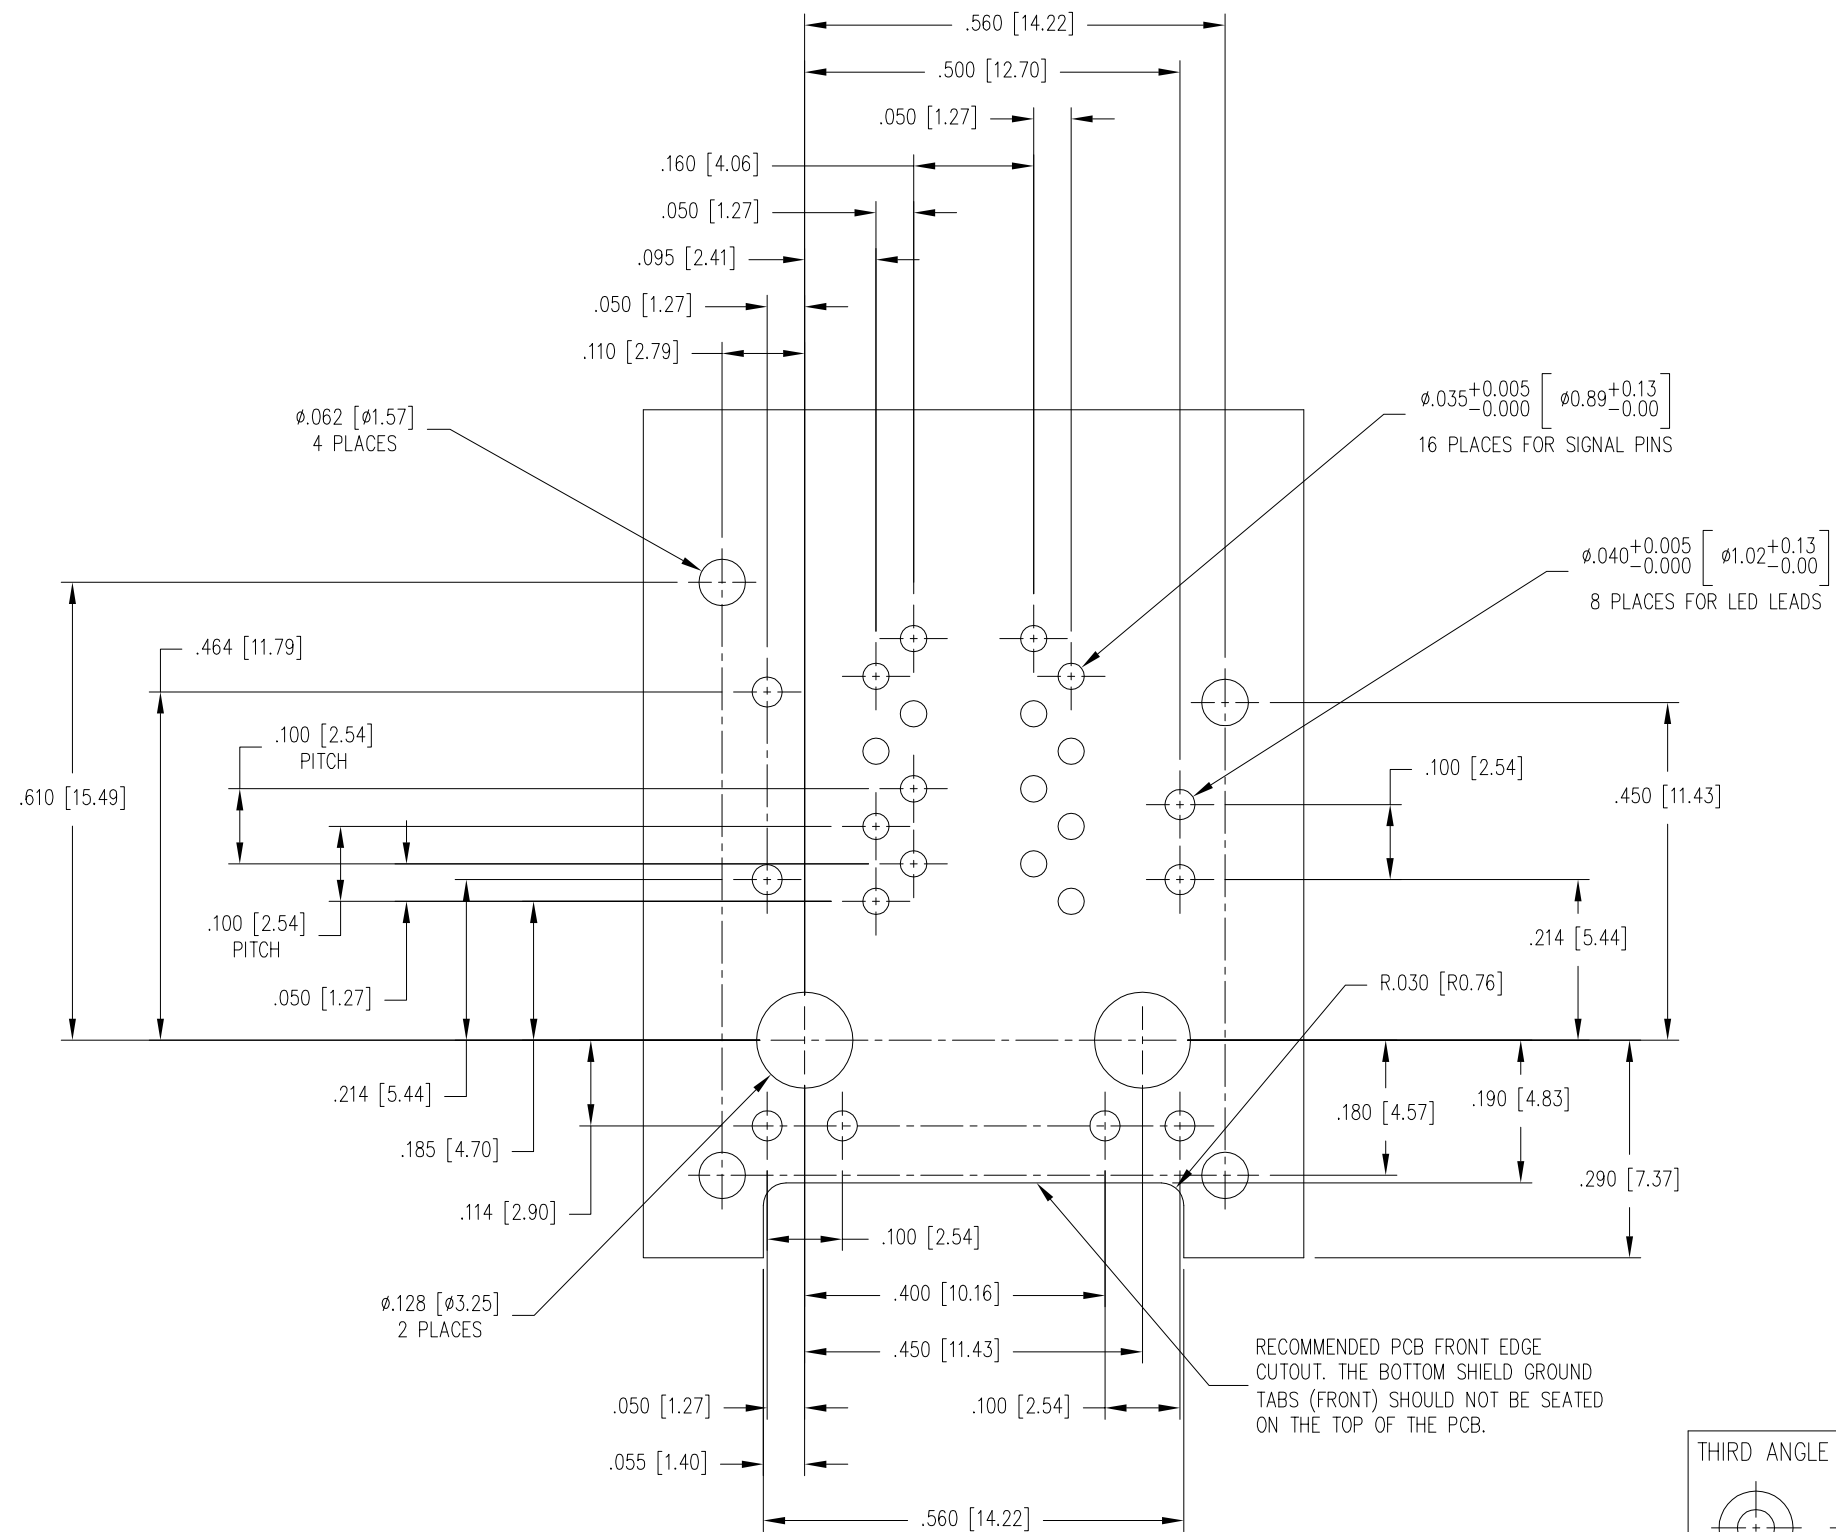 .560 [14.22]
.500 [12.70]
.050 [1.27]
.160 [4.06]
.050 [1.27]
.095 [2.41]
.050 [1.27]
.110 [2.79]
ø.062 [ø1.57]
4 PLACES
ø.035+0.005-0.000 [ø0.89+0.13-0.00]
16 PLACES FOR SIGNAL PINS
ø.040+0.005-0.000 [ø1.02+0.13-0.00]
8 PLACES FOR LED LEADS
.464 [11.79]
.100 [2.54]
PITCH
.610 [15.49]
.100 [2.54]
.450 [11.43]
.100 [2.54]
PITCH
.214 [5.44]
.050 [1.27]
R.030 [R0.76]
.214 [5.44]
.185 [4.70]
.180 [4.57]
.190 [4.83]
.290 [7.37]
.114 [2.90]
.100 [2.54]
.400 [10.16]
ø.128 [ø3.25]
2 PLACES
.450 [11.43]
RECOMMENDED PCB FRONT EDGE
CUTOUT. THE BOTTOM SHIELD GROUND
TABS (FRONT) SHOULD NOT BE SEATED
ON THE TOP OF THE PCB.
.050 [1.27]
.100 [2.54]
.055 [1.40]
THIRD ANGLE
.560 [14.22]